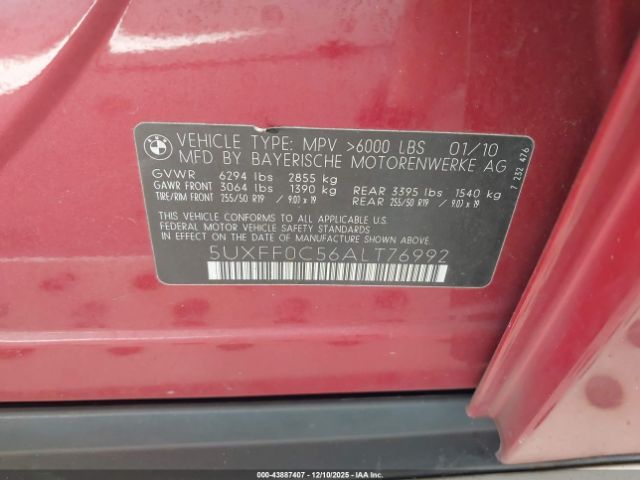 BMW
VEHICLE TYPE: MPV >6000 LBS 01/10
MFD BY BAYERISCHE MOTORENWERKE AG
GVWR 6294 lbs 2855 kg
GAWR FRONT 3064 lbs 1390 kg REAR 3395 lbs 1540 kg
TIRE/RIM FRONT 255/50 R19 / 9.0J x 19 REAR 255/50 R19 / 9.0J x 19
THIS VEHICLE CONFORMS TO ALL APPLICABLE U.S.
FEDERAL MOTOR VEHICLE SAFETY STANDARDS
IN EFFECT ON THE DATE OF MANUFACTURE SHOWN ABOVE.
5UXFF0C56ALT76992
7 232 476
000-43887407 - 12/10/2025 - IAA, LLC